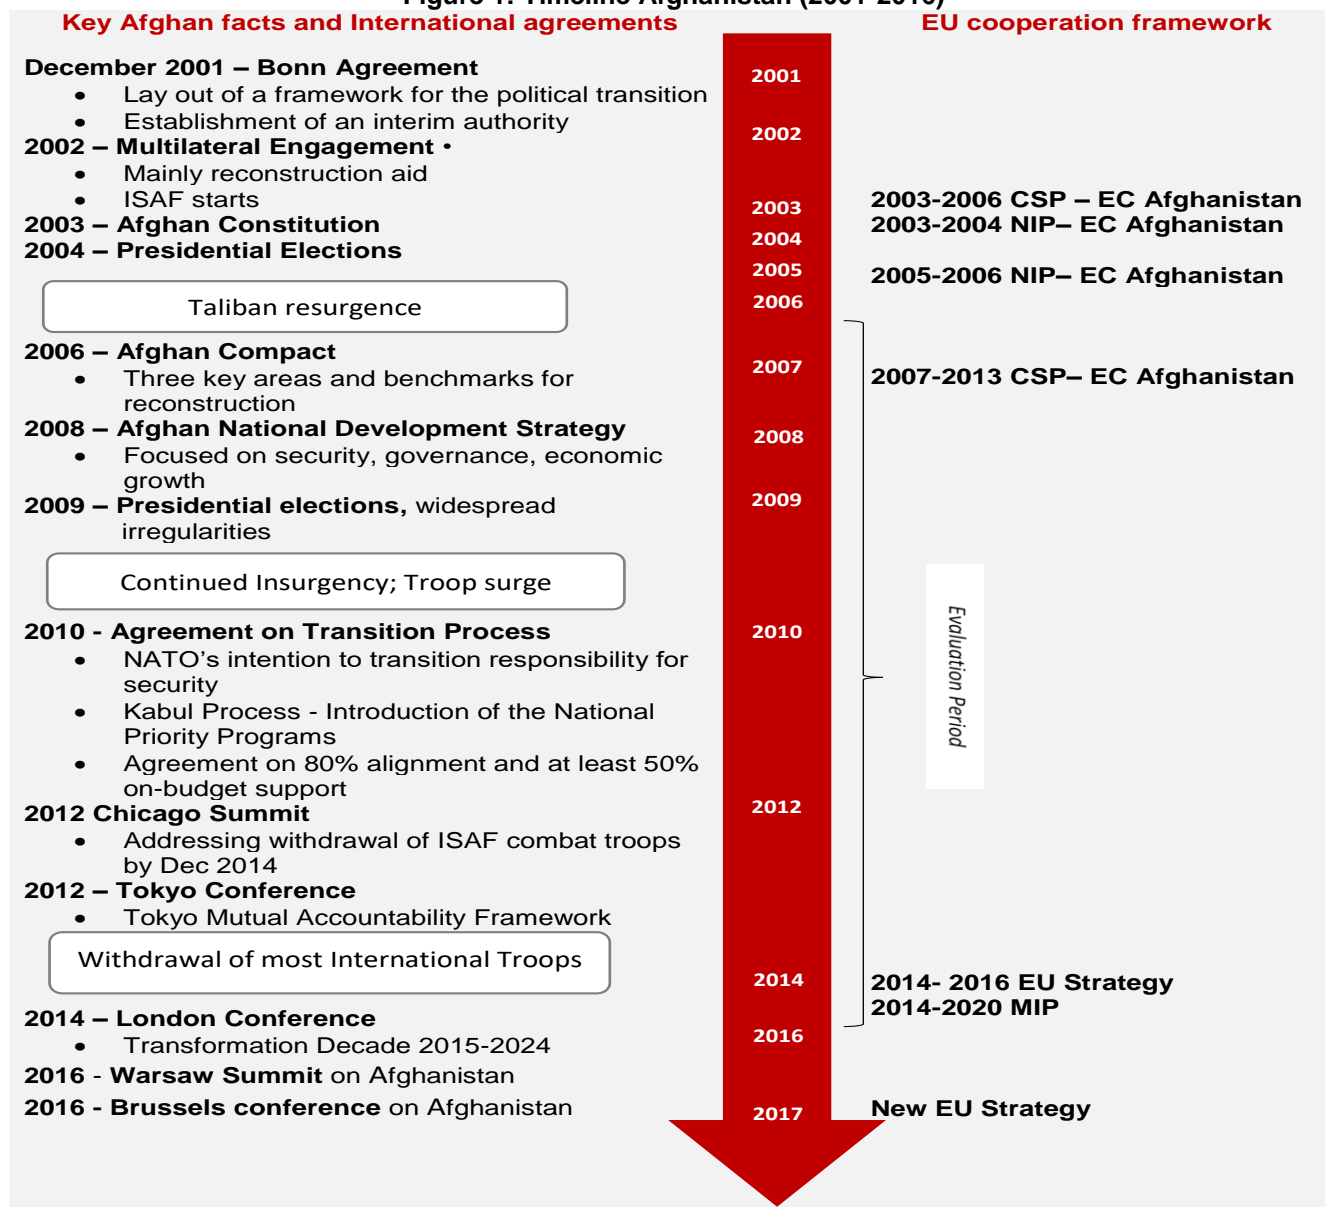 Figure 1: Timeline Afghanistan (2001-2016)
Key Afghan facts and International agreements
December 2001 – Bonn Agreement
• Lay out of a framework for the political transition
• Establishment of an interim authority
2002 – Multilateral Engagement •
• Mainly reconstruction aid
• ISAF starts
2003 – Afghan Constitution
2004 – Presidential Elections
Taliban resurgence
2006 – Afghan Compact
• Three key areas and benchmarks for
reconstruction
2008 – Afghan National Development Strategy
• Focused on security, governance, economic
growth
2009 – Presidential elections, widespread
irregularities
Continued Insurgency; Troop surge
2010 - Agreement on Transition Process
• NATO’s intention to transition responsibility for
security
• Kabul Process - Introduction of the National
Priority Programs
• Agreement on 80% alignment and at least 50%
on-budget support
2012 Chicago Summit
• Addressing withdrawal of ISAF combat troops
by Dec 2014
2012 – Tokyo Conference
• Tokyo Mutual Accountability Framework
Withdrawal of most International Troops
2014 – London Conference
• Transformation Decade 2015-2024
2016 - Warsaw Summit on Afghanistan
2016 - Brussels conference on Afghanistan
2001
2002
2003
2004
2005
2006
2007
2008
2009
2010
2012
2014
2016
2017
EU cooperation framework
2003-2006 CSP – EC Afghanistan
2003-2004 NIP– EC Afghanistan
2005-2006 NIP– EC Afghanistan
2007-2013 CSP– EC Afghanistan
Evaluation Period
2014- 2016 EU Strategy
2014-2020 MIP
New EU Strategy